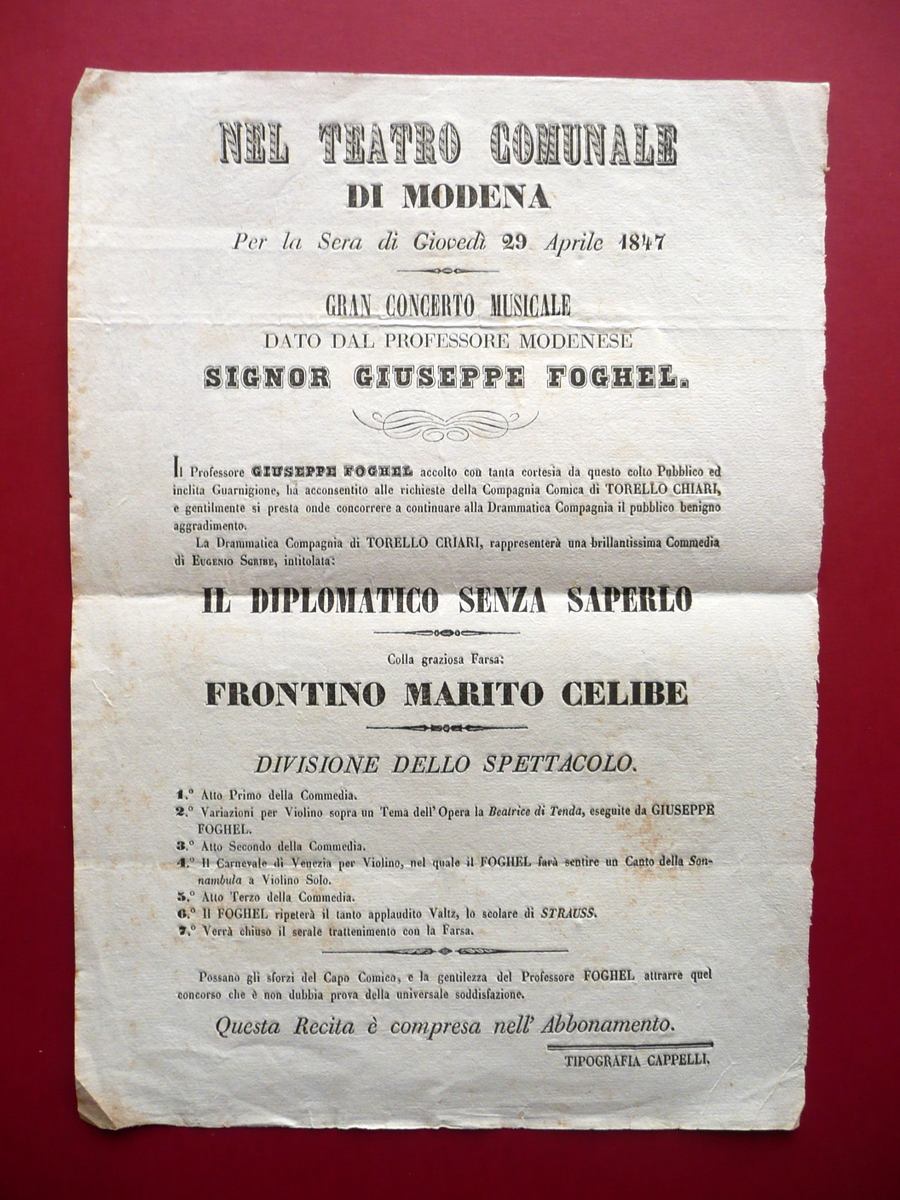 NEL TEATRO COMUNALE
DI MODENA
Per la Sera di Giovedì 29 Aprile 1847
GRAN CONCERTO MUSICALE
DATO DAL PROFESSORE MODENESE
SIGNOR GIUSEPPE FOGHEL.
Il Professore GIUSEPPE FOGHEL accolto con tanta cortesìa da questo colto Pubblico ed
inclita Guarnigione, ha acconsentito alle richieste della Compagnia Comica di TORELLO CHIARI,
e gentilmente si presta onde concorrere a continuare alla Drammatica Compagnia il pubblico benigno
aggradimento.
La Drammatica Compagnia di TORELLO CRIARI, rappresenterà una brillantissima Commedia
di EUGENIO SCRIBE, intitolata:
IL DIPLOMATICO SENZA SAPERLO
Colla graziosa Farsa:
FRONTINO MARITO CELIBE
DIVISIONE DELLO SPETTACOLO.
1.° Atto Primo della Commedia.
2.° Variazioni per Violino sopra un Tema dell'Opera la Beatrice di Tenda, eseguite da GIUSEPPE
FOGHEL.
3.° Atto Secondo della Commedia.
4.° Il Carnevale di Venezia per Violino, nel quale il FOGHEL farà sentire un Canto della Son-
nambula a Violino Solo.
5.° Atto Terzo della Commedia.
6.° Il FOGHEL ripeterà il tanto applaudito Valtz, lo scolare di STRAUSS.
7.° Verrà chiuso il serale trattenimento con la Farsa.
Possano gli sforzi del Capo Comico, e la gentilezza del Professore FOGHEL attrarre quel
concorso che è non dubbia prova della universale soddisfazione.
Questa Recita è compresa nell' Abbonamento.
TIPOGRAFIA CAPPELLI.